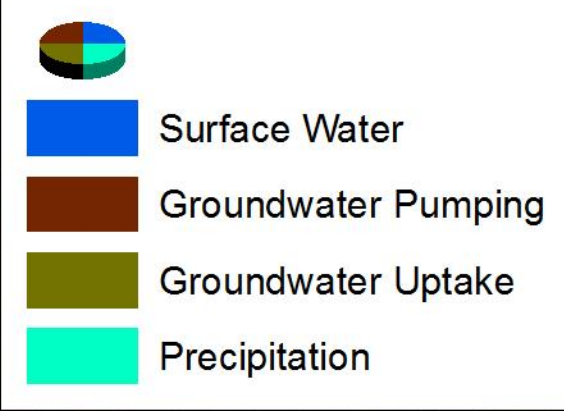 Surface Water
Groundwater Pumping
Groundwater Uptake
Precipitation